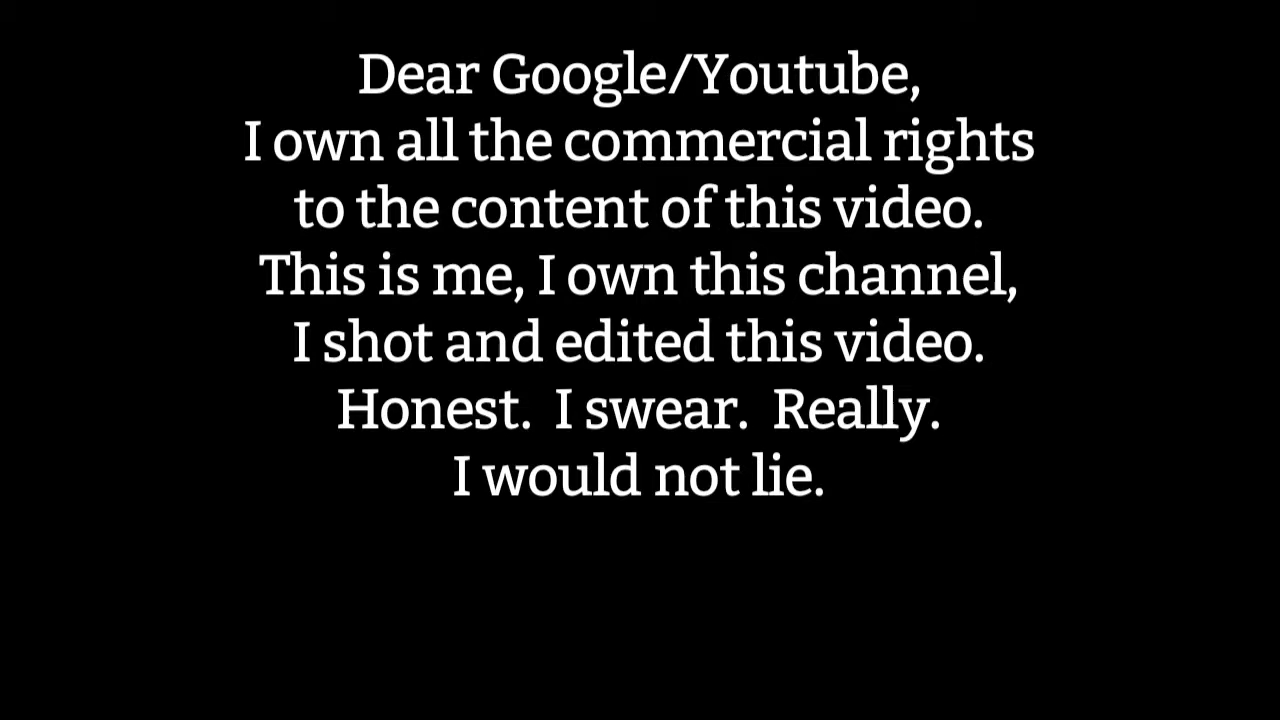 Dear Google/Youtube,
I own all the commercial rights
to the content of this video.
This is me, I own this channel,
I shot and edited this video.
Honest.  I swear.  Really.
I would not lie.